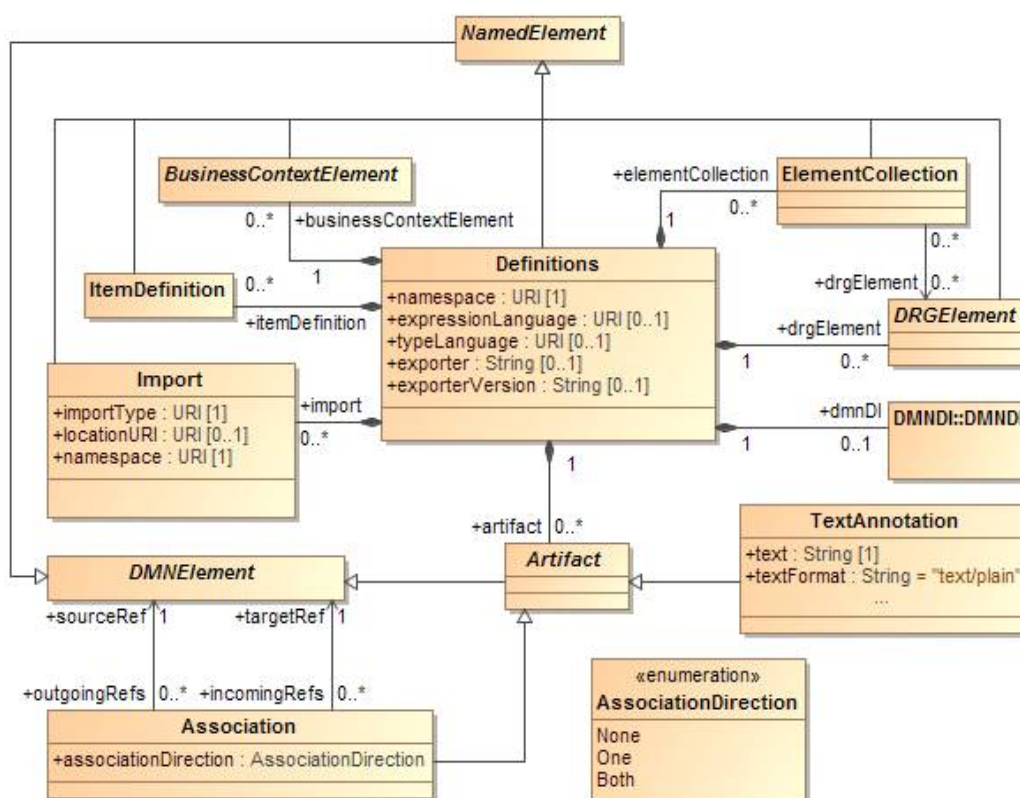 NamedElement
BusinessContextElement
0..*
+businessContextElement
1
+elementCollection
1
0..*
ElementCollection
0..*
+drgElement
0..*
ItemDefinition
0..*
+itemDefinition
Definitions
+namespace : URI [1]
+expressionLanguage : URI [0..1]
+typeLanguage : URI [0..1]
+exporter : String [0..1]
+exporterVersion : String [0..1]
+drgElement
1
0..*
DRGElement
Import
+importType : URI [1]
+locationURI : URI [0..1]
+namespace : URI [1]
+import
0..*
+dmnDI
1
0..1
DMNDI::DMNDI
1
+artifact
0..*
DMNElement
Artifact
TextAnnotation
+text : String [1]
+textFormat : String = "text/plain"
...
+sourceRef
1
+targetRef
1
+outgoingRefs
0..*
+incomingRefs
0..*
Association
+associationDirection : AssociationDirection
«enumeration»
AssociationDirection
None
One
Both